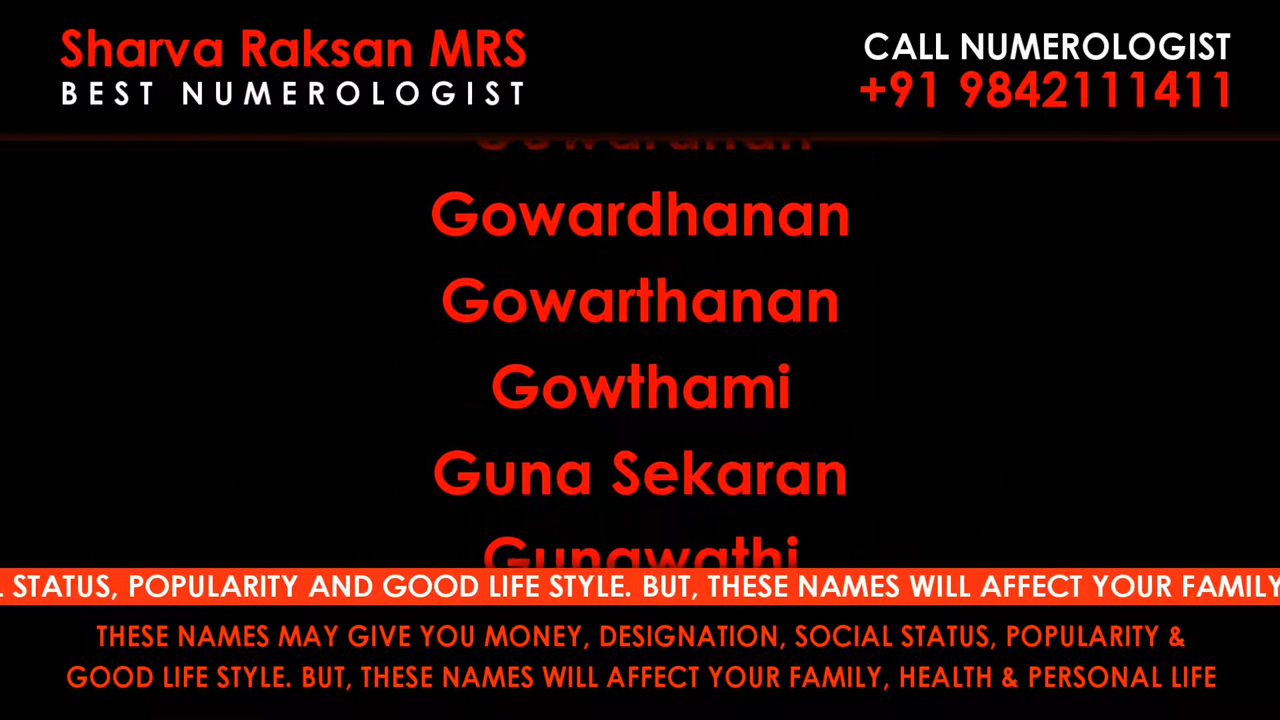 Sharva Raksan MRS
BEST NUMEROLOGIST
CALL NUMEROLOGIST
+91 9842111411
Gowardhanan
Gowarthanan
Gowthami
Guna Sekaran
Gunawathi
STATUS, POPULARITY AND GOOD LIFE STYLE. BUT, THESE NAMES WILL AFFECT YOUR FAMILY
THESE NAMES MAY GIVE YOU MONEY, DESIGNATION, SOCIAL STATUS, POPULARITY &
GOOD LIFE STYLE. BUT, THESE NAMES WILL AFFECT YOUR FAMILY, HEALTH & PERSONAL LIFE